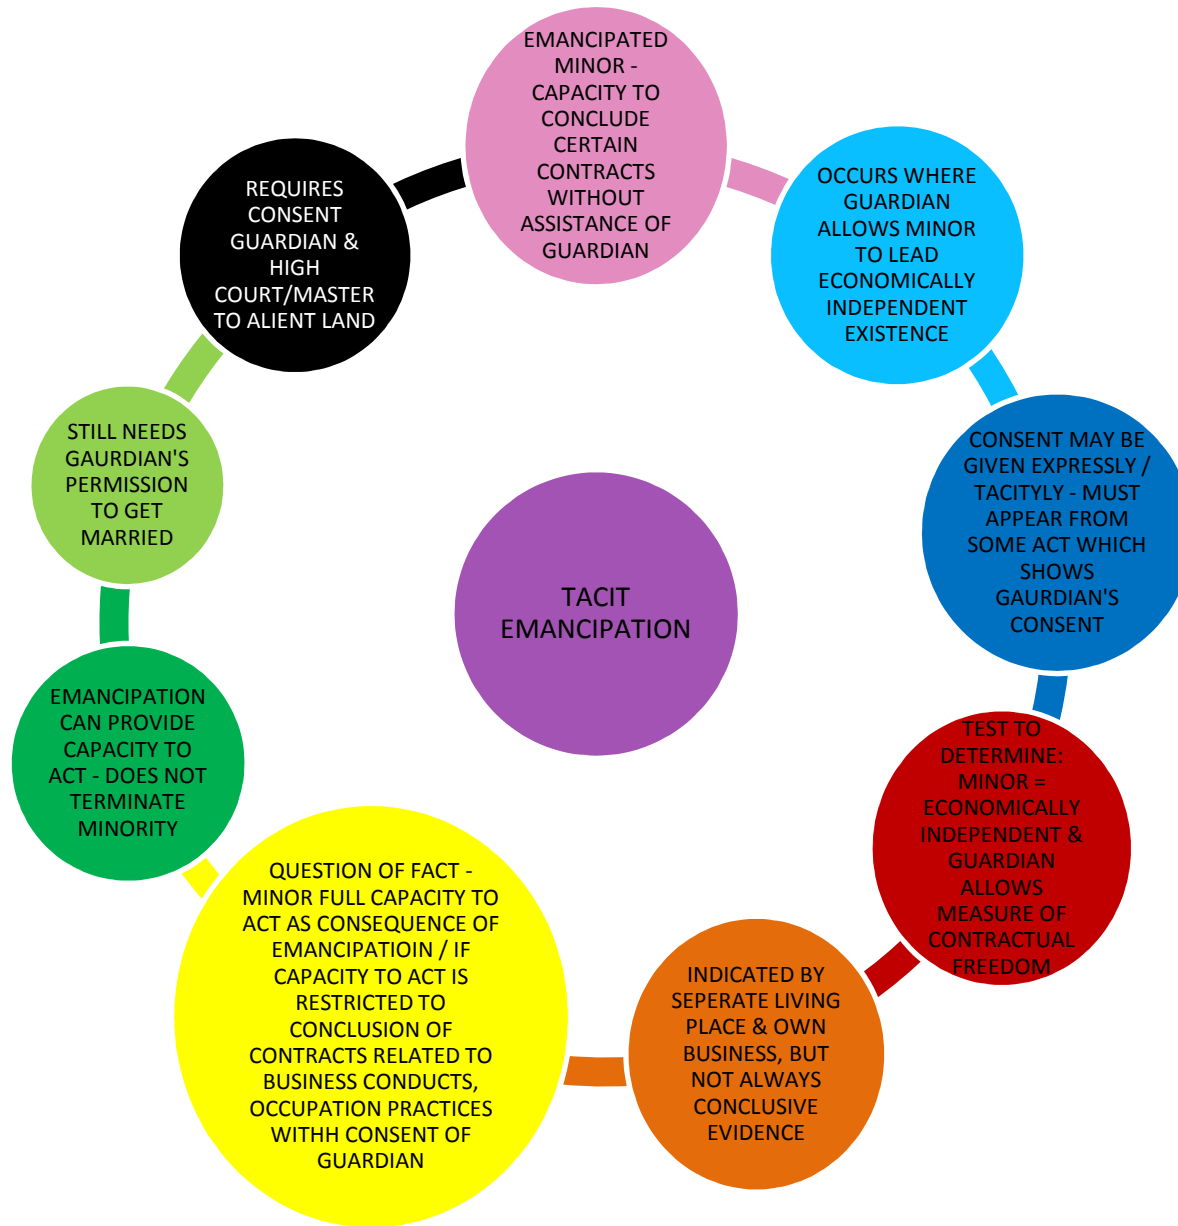 EMANCIPATED
MINOR -
CAPACITY TO
CONCLUDE
CERTAIN
CONTRACTS
WITHOUT
ASSISTANCE OF
GUARDIAN
OCCURS WHERE
GUARDIAN
ALLOWS MINOR
TO LEAD
ECONOMICALLY
INDEPENDENT
EXISTENCE
CONSENT MAY BE
GIVEN EXPRESSLY /
TACITYLY - MUST
APPEAR FROM
SOME ACT WHICH
SHOWS
GAURDIAN'S
CONSENT
TEST TO
DETERMINE:
MINOR =
ECONOMICALLY
INDEPENDENT &
GUARDIAN
ALLOWS
MEASURE OF
CONTRACTUAL
FREEDOM
INDICATED BY
SEPERATE LIVING
PLACE & OWN
BUSINESS, BUT
NOT ALWAYS
CONCLUSIVE
EVIDENCE
QUESTION OF FACT -
MINOR FULL CAPACITY TO
ACT AS CONSEQUENCE OF
EMANCIPATIOIN / IF
CAPACITY TO ACT IS
RESTRICTED TO
CONCLUSION OF
CONTRACTS RELATED TO
BUSINESS CONDUCTS,
OCCUPATION PRACTICES
WITHH CONSENT OF
GUARDIAN
EMANCIPATION
CAN PROVIDE
CAPACITY TO
ACT - DOES NOT
TERMINATE
MINORITY
STILL NEEDS
GAURDIAN'S
PERMISSION
TO GET
MARRIED
REQUIRES
CONSENT
GUARDIAN &
HIGH
COURT/MASTER
TO ALIENT LAND
TACIT
EMANCIPATION